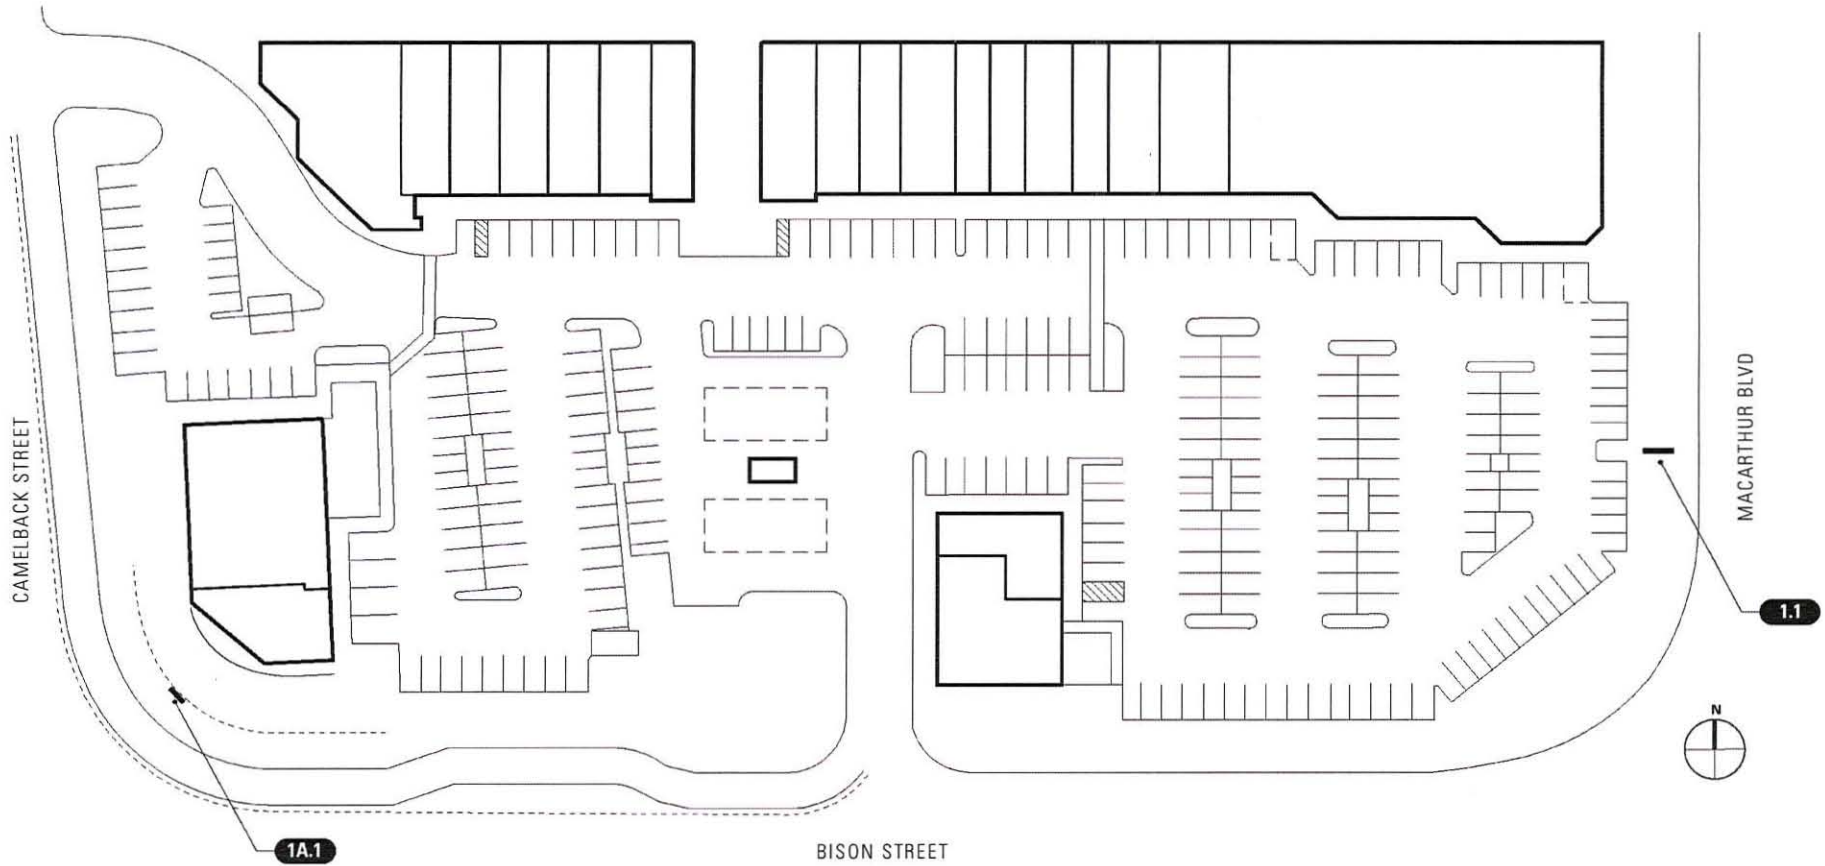 CAMELBACK STREET
MACARTHUR BLVD
1.1
N
1A.1
BISON STREET